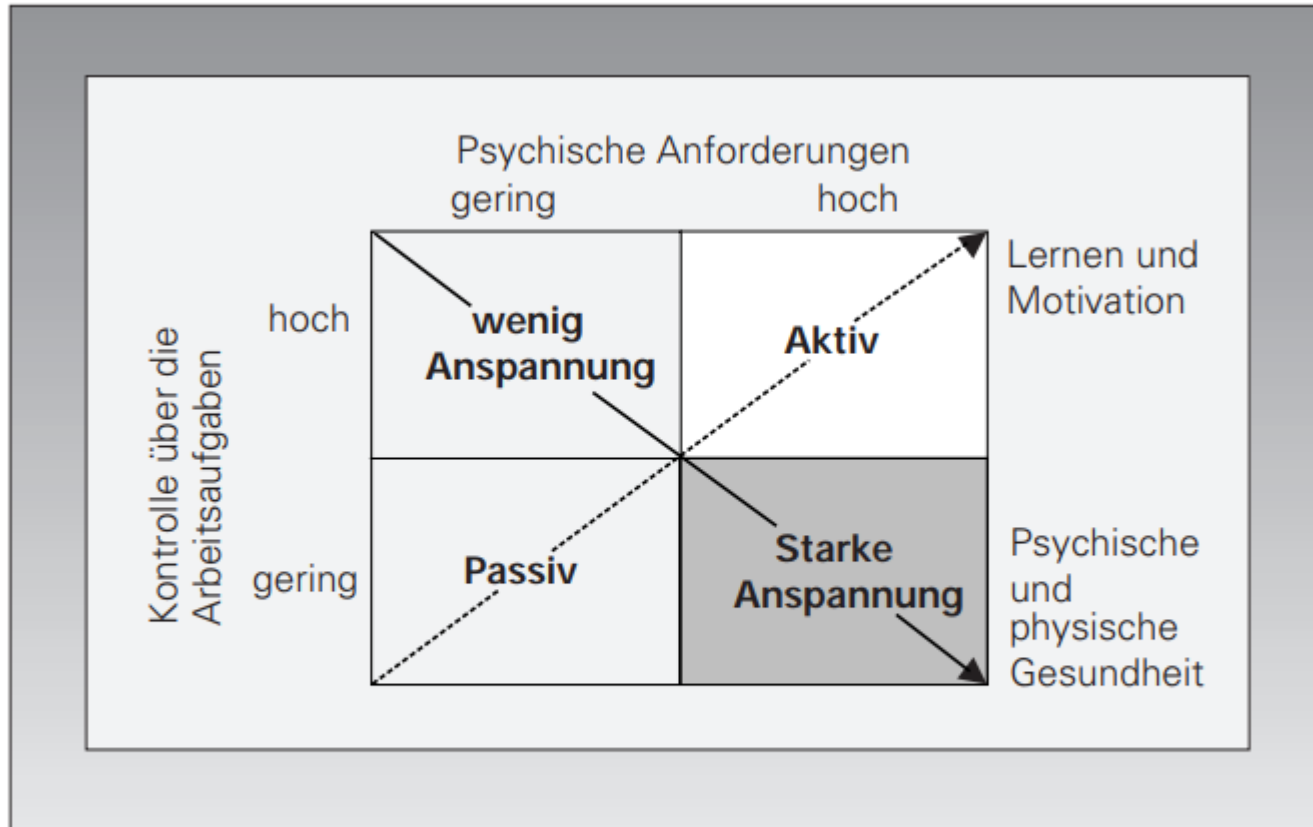 Psychische Anforderungen
gering hoch
hoch
wenig
Anspannung
Aktiv
Lernen und
Motivation
Kontrolle über die
Arbeitsaufgaben
gering
Passiv
Starke
Anspannung
Psychische
und
physische
Gesundheit